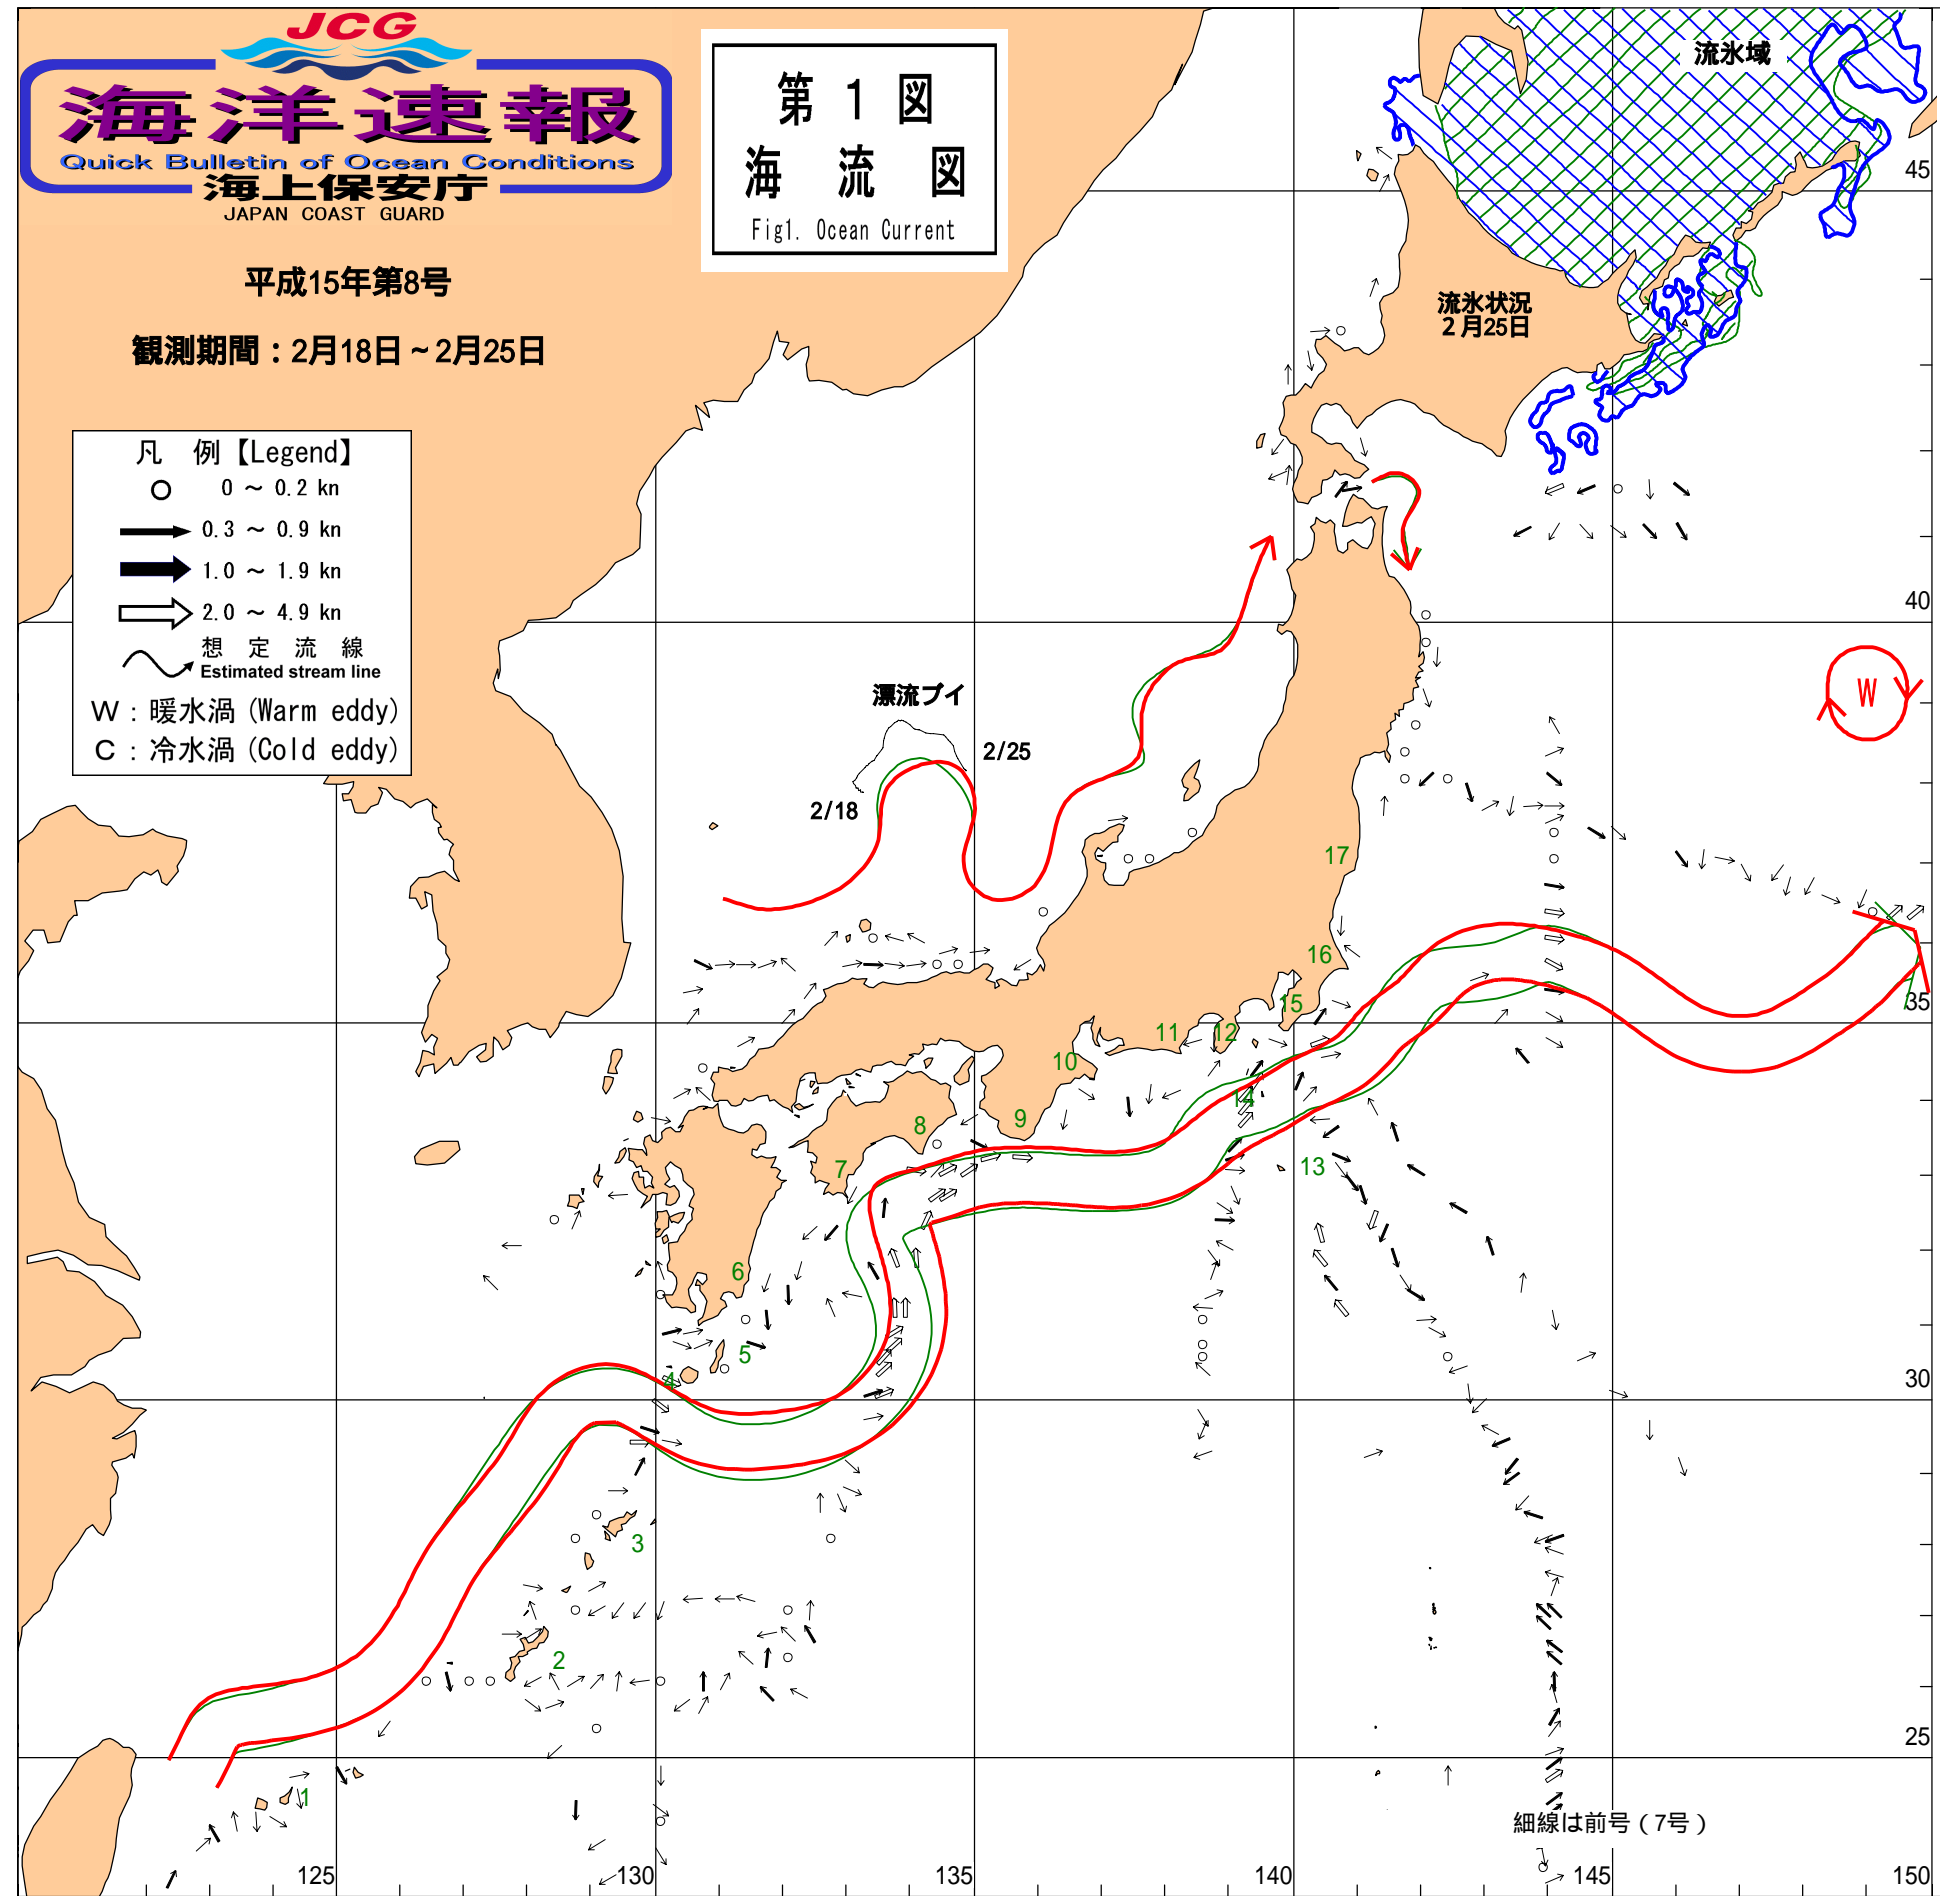 JCG
海洋速報
Quick Bulletin of Ocean Conditions
海上保安庁
JAPAN COAST GUARD
平成15年第8号
観測期間：2月18日～2月25日
第 1 図
海 流 図
Fig1. Ocean Current
凡 例【Legend】
0 ～ 0.2 kn
0.3 ～ 0.9 kn
1.0 ～ 1.9 kn
2.0 ～ 4.9 kn
想 定 流 線
Estimated stream line
W：暖水渦 (Warm eddy)
C：冷水渦 (Cold eddy)
流氷域
流氷状況
２月25日
漂流ブイ
2/25
2/18
W
45
40
35
30
25
17
16
15
14
13
12
11
10
9
8
7
6
5
4
3
2
1
細線は前号（7号）
125
130
135
140
145
150